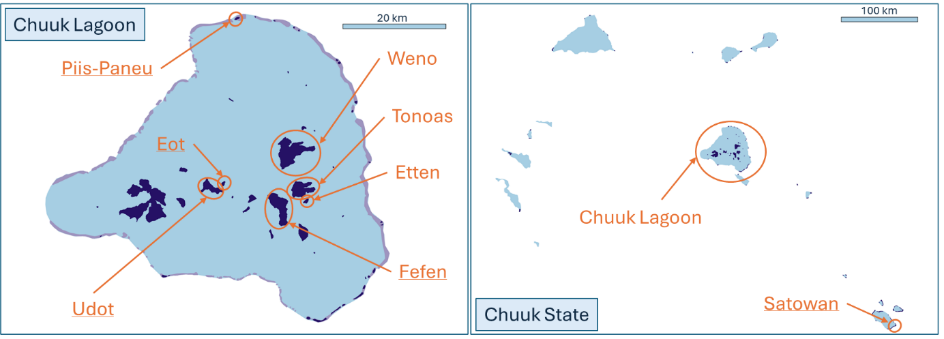 Chuuk Lagoon
20 km
Piis-Paneu
Weno
Tonoas
Eot
Etten
Fefen
Udot
100 km
Chuuk Lagoon
Satowan
Chuuk State